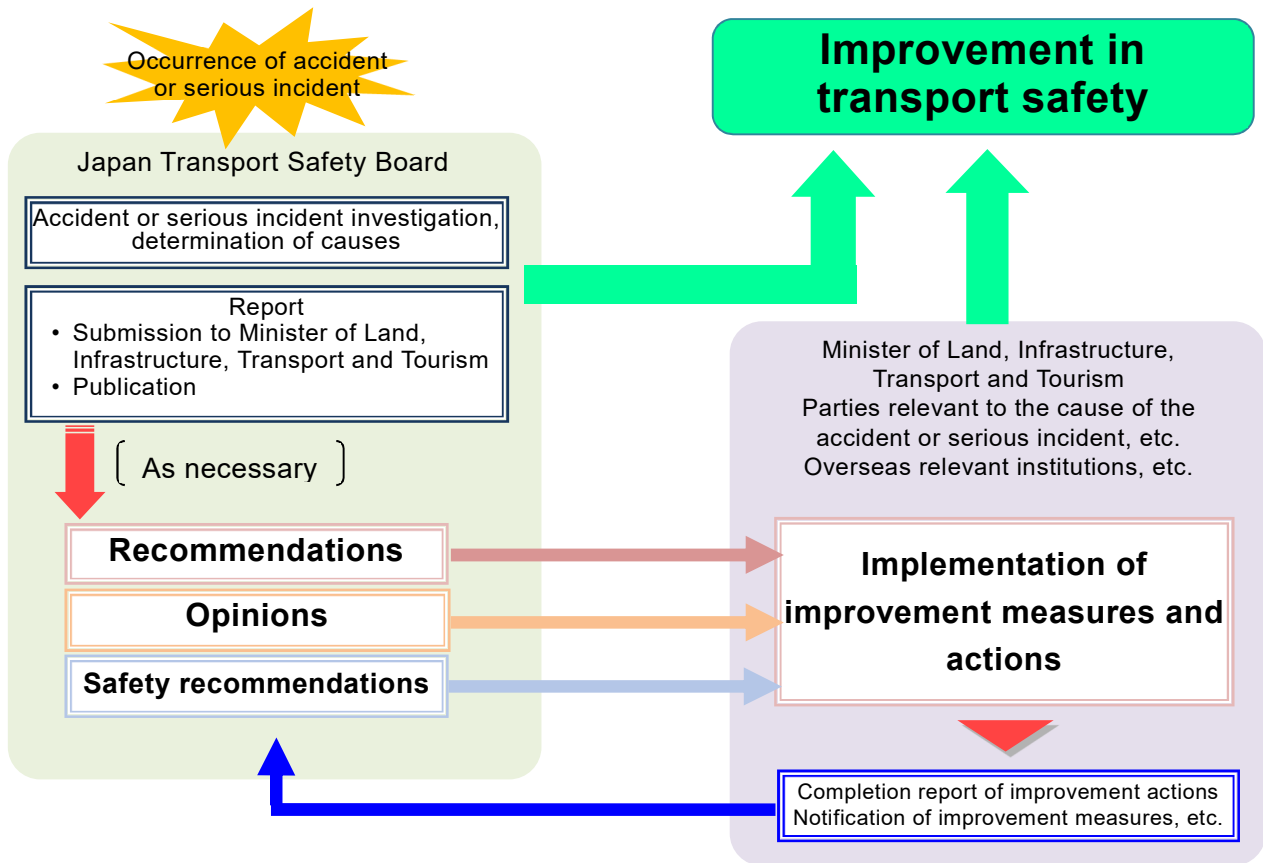 Occurrence of accident
or serious incident
Improvement in
transport safety
Japan Transport Safety Board
Accident or serious incident investigation,
determination of causes
Report
• Submission to Minister of Land,
Infrastructure, Transport and Tourism
• Publication
As necessary
Recommendations
Opinions
Safety recommendations
Minister of Land, Infrastructure,
Transport and Tourism
Parties relevant to the cause of the
accident or serious incident, etc.
Overseas relevant institutions, etc.
Implementation of
improvement measures and
actions
Completion report of improvement actions
Notification of improvement measures, etc.